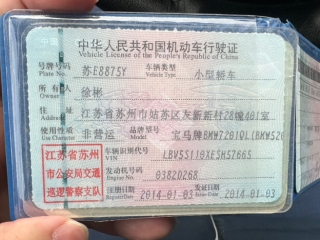 中华人民共和国机动车行驶证
Vehicle License of the People's Republic of China
号牌号码 Plate No. 苏E8875Y 车辆类型 Vehicle Type 小型轿车
所有人 Owner 徐彬
住址 Address 江苏省苏州市姑苏区友新新村28幢401室
使用性质 Use Character 非营运 品牌型号 Model 宝马牌BMW7201QL(BMW520
江苏省苏州
市公安局交通
巡逻警察支队
车辆识别代号 VIN LBV5S110XESH57665
发动机号码 Engine No. 03820268
注册日期 Register Date 2014-01-03 发证日期 Issue Date 2014-01-03